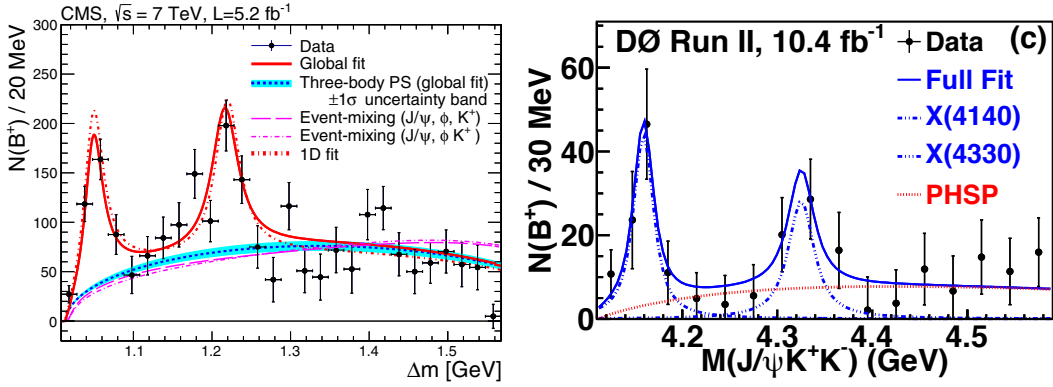 CMS, √s = 7 TeV, L=5.2 fb⁻¹
N(B⁺) / 20 MeV
300
250
200
150
100
50
0
Data
Global fit
Three-body PS (global fit)
±1σ uncertainty band
Event-mixing (J/ψ, φ, K⁺)
Event-mixing (J/ψ, φ K⁺)
1D fit
1.1
1.2
1.3
1.4
1.5
Δm [GeV]
DØ Run II, 10.4 fb⁻¹
(c)
N(B⁺) / 30 MeV
60
40
20
0
Data
Full Fit
X(4140)
X(4330)
PHSP
4.2
4.3
4.4
4.5
M(J/ψK⁺K⁻) (GeV)